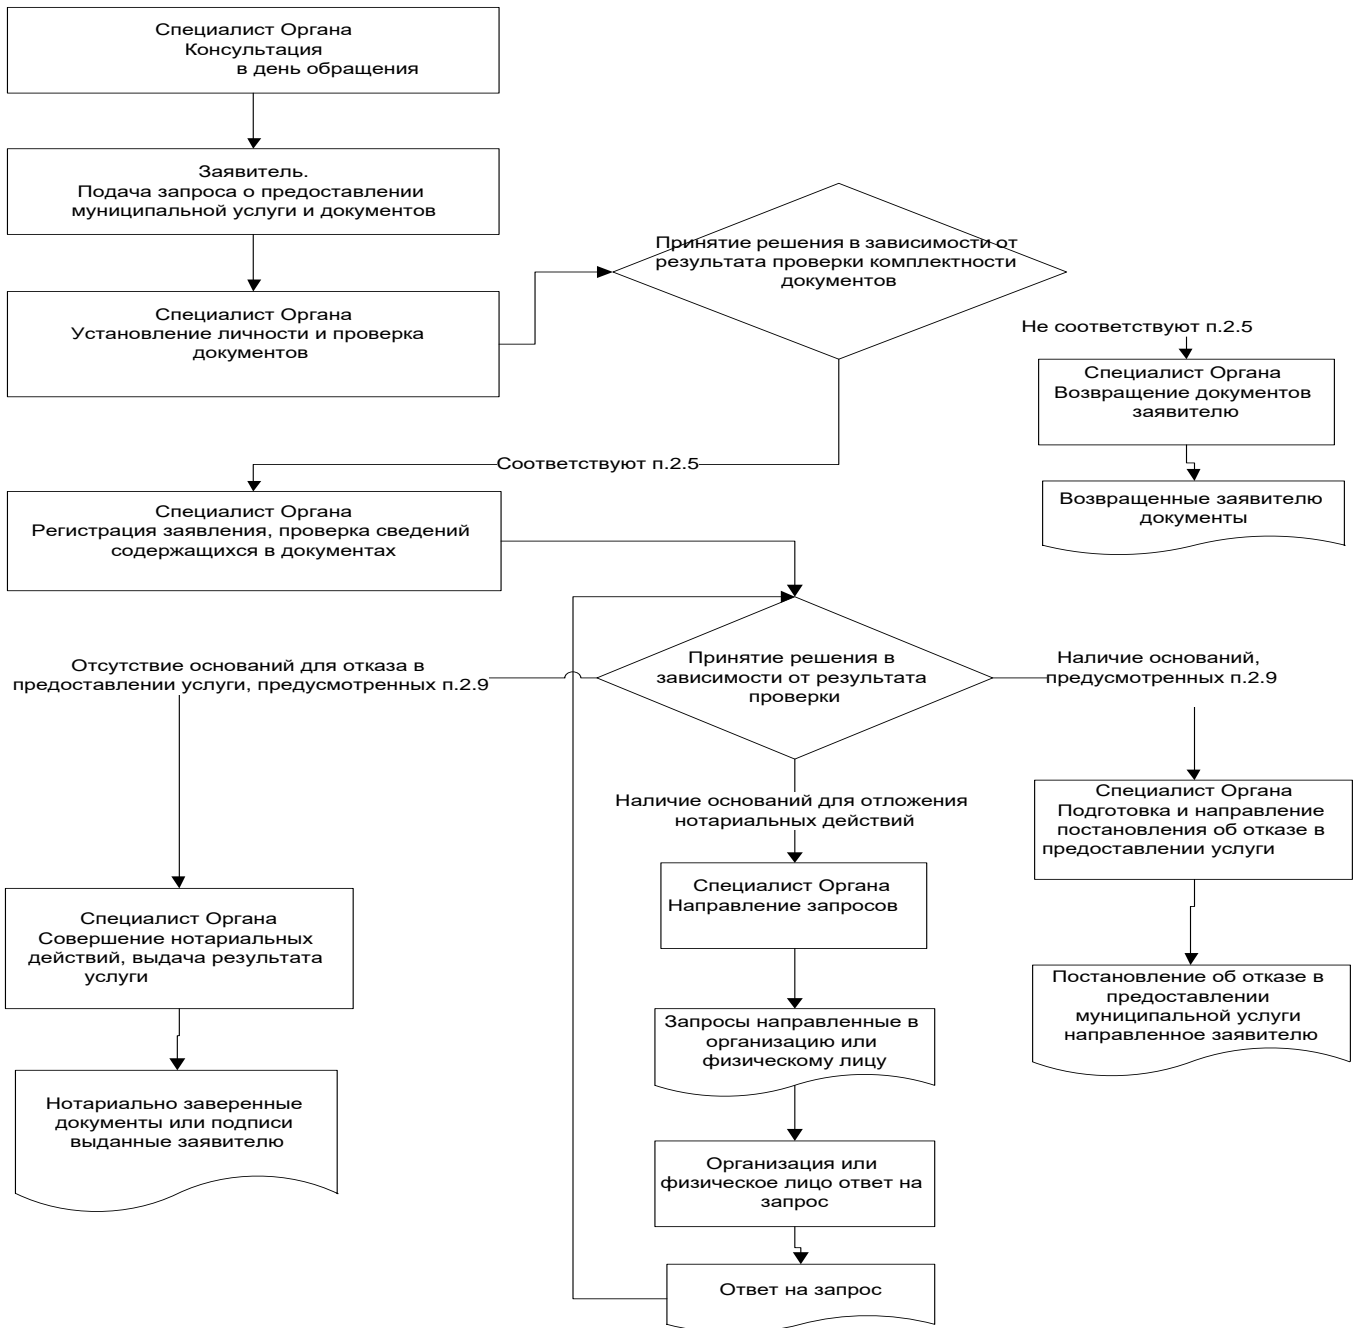 Специалист Органа
Консультация
в день обращения
Заявитель.
Подача запроса о предоставлении
муниципальной услуги и документов
Специалист Органа
Установление личности и проверка
документов
Принятие решения в зависимости от
результата проверки комплектности
документов
Не соответствуют п.2.5
Специалист Органа
Возвращение документов
заявителю
Возвращенные заявителю
документы
Соответствуют п.2.5
Специалист Органа
Регистрация заявления, проверка сведений
содержащихся в документах
Принятие решения в
зависимости от результата
проверки
Отсутствие оснований для отказа в
предоставлении услуги, предусмотренных п.2.9
Наличие оснований,
предусмотренных п.2.9
Наличие оснований для отложения
нотариальных действий
Специалист Органа
Подготовка и направление
постановления об отказе в
предоставлении услуги
Специалист Органа
Направление запросов
Специалист Органа
Совершение нотариальных
действий, выдача результата
услуги
Постановление об отказе в
предоставлении
муниципальной услуги
направленное заявителю
Запросы направленные в
организацию или
физическому лицу
Нотариально заверенные
документы или подписи
выданные заявителю
Организация или
физическое лицо ответ на
запрос
Ответ на запрос